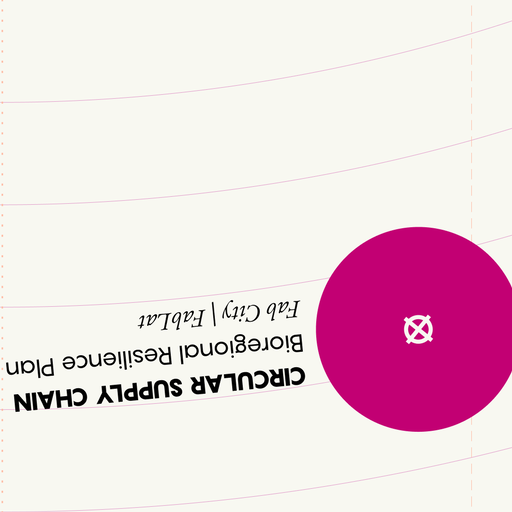 CIRCULAR SUPPLY CHAIN
Bioregional Resilience Plan
Fab City | FabLat